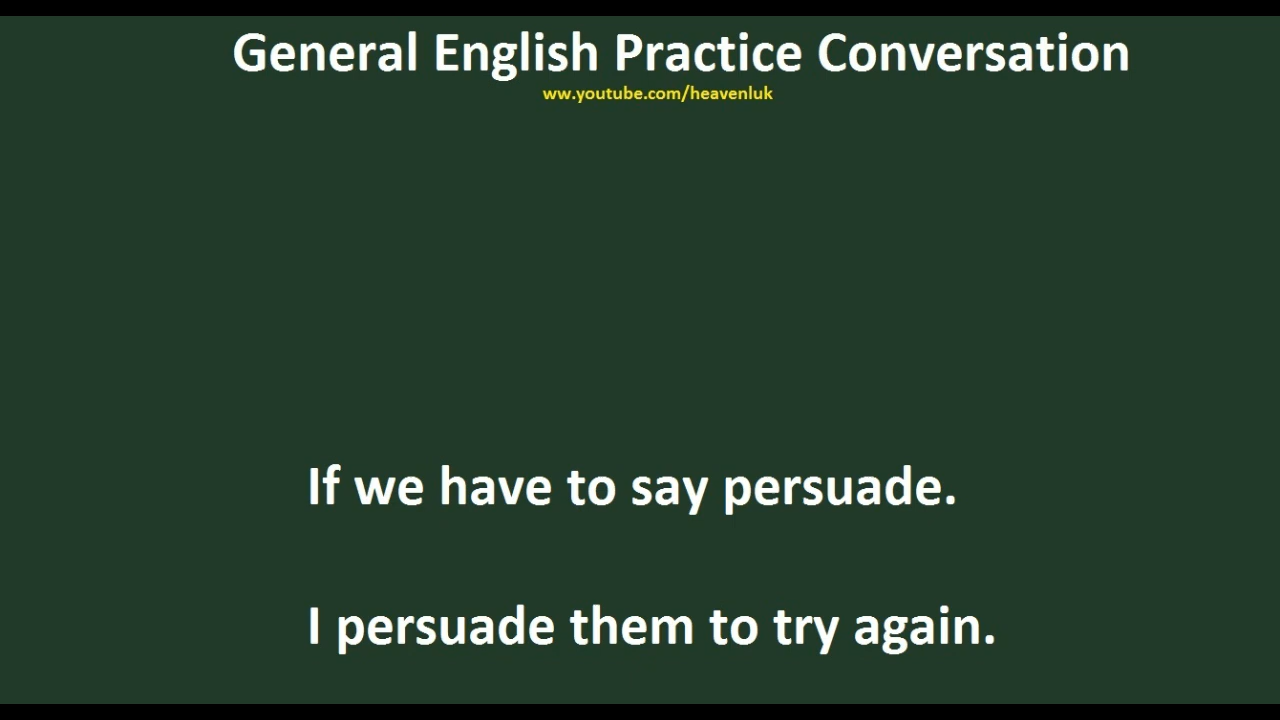 General English Practice Conversation
ww.youtube.com/heavenluk
If we have to say persuade.
I persuade them to try again.